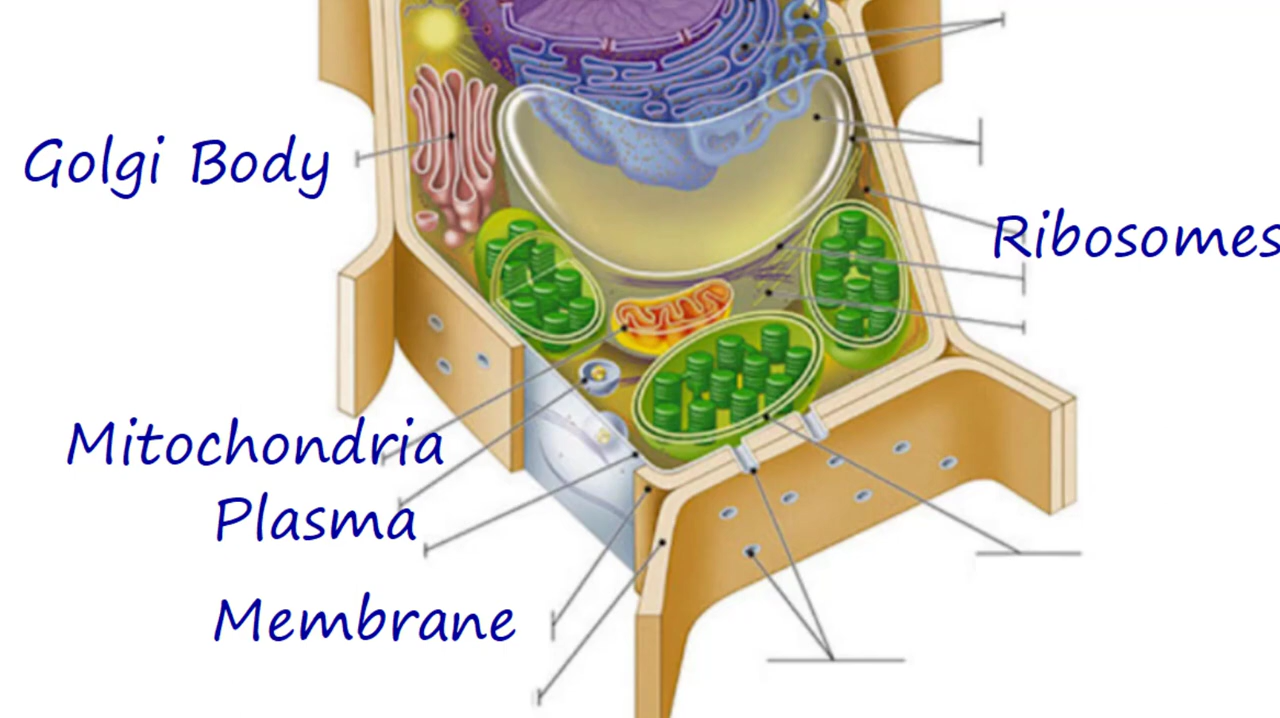 Golgi Body
Ribosomes
Mitochondria
Plasma
Membrane